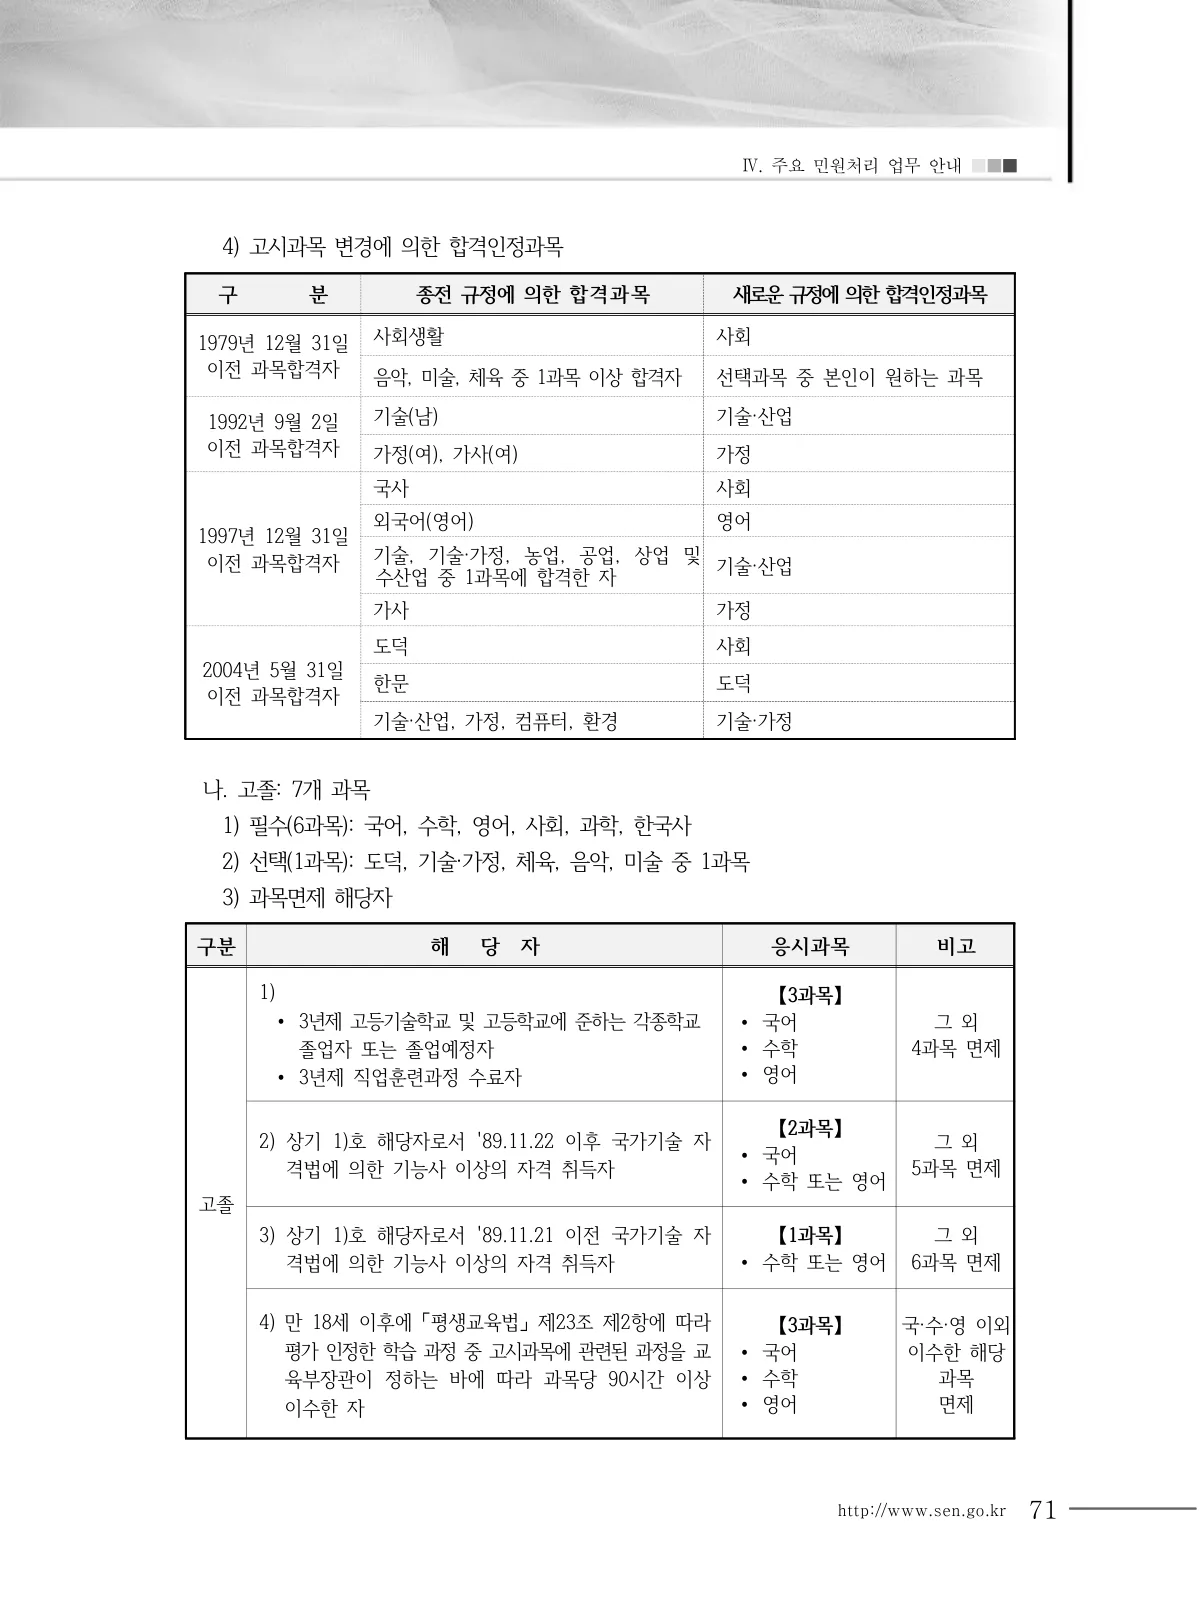 Ⅳ. 주요 민원처리 업무 안내
4) 고시과목 변경에 의한 합격인정과목
구 분 종전 규정에 의한 합격과목 새로운 규정에 의한 합격인정과목
1979년 12월 31일
이전 과목합격자
사회생활 사회
음악, 미술, 체육 중 1과목 이상 합격자 선택과목 중 본인이 원하는 과목
1992년 9월 2일
이전 과목합격자
기술(남) 기술·산업
가정(여), 가사(여) 가정
1997년 12월 31일
이전 과목합격자
국사 사회
외국어(영어) 영어
기술, 기술·가정, 농업, 공업, 상업 및
수산업 중 1과목에 합격한 자
기술·산업
가사 가정
2004년 5월 31일
이전 과목합격자
도덕 사회
한문 도덕
기술·산업, 가정, 컴퓨터, 환경 기술·가정
나. 고졸: 7개 과목
1) 필수(6과목): 국어, 수학, 영어, 사회, 과학, 한국사
2) 선택(1과목): 도덕, 기술·가정, 체육, 음악, 미술 중 1과목
3) 과목면제 해당자
구분 해 당 자 응시과목 비고
고졸
1)
• 3년제 고등기술학교 및 고등학교에 준하는 각종학교
졸업자 또는 졸업예정자
• 3년제 직업훈련과정 수료자
【3과목】
• 국어
• 수학
• 영어
그 외
4과목 면제
2) 상기 1)호 해당자로서 '89.11.22 이후 국가기술 자
격법에 의한 기능사 이상의 자격 취득자
【2과목】
• 국어
• 수학 또는 영어
그 외
5과목 면제
3) 상기 1)호 해당자로서 '89.11.21 이전 국가기술 자
격법에 의한 기능사 이상의 자격 취득자
【1과목】
• 수학 또는 영어
그 외
6과목 면제
4) 만 18세 이후에 ｢평생교육법｣ 제23조 제2항에 따라
평가 인정한 학습 과정 중 고시과목에 관련된 과정을 교
육부장관이 정하는 바에 따라 과목당 90시간 이상
이수한 자
【3과목】
• 국어
• 수학
• 영어
국·수·영 이외
이수한 해당
과목
면제
http://www.sen.go.kr 71